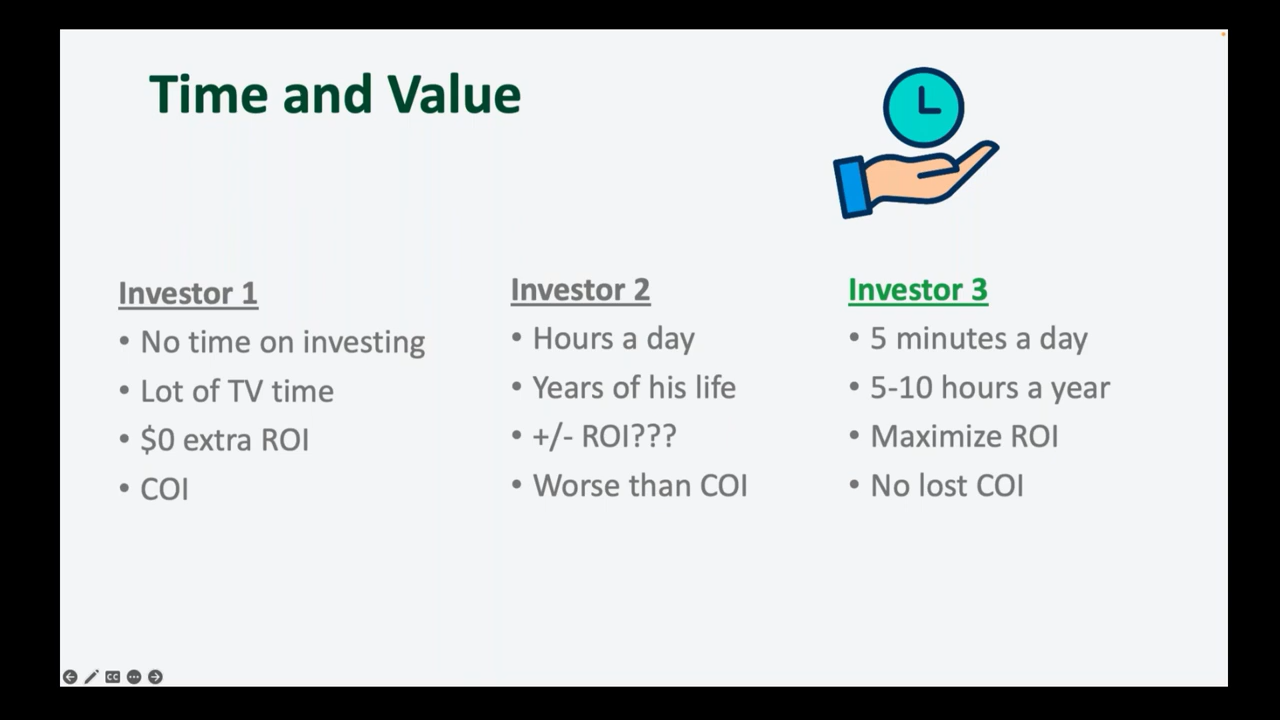 Time and Value
Investor 1
• No time on investing
• Lot of TV time
• $0 extra ROI
• COI
Investor 2
• Hours a day
• Years of his life
• +/- ROI???
• Worse than COI
Investor 3
• 5 minutes a day
• 5-10 hours a year
• Maximize ROI
• No lost COI
CC